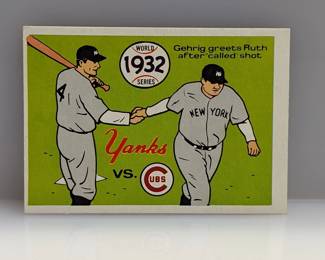 WORLD
1932
SERIES
Gehrig greets Ruth
after called shot
4
NEW YORK
Yanks
VS.
CUBS